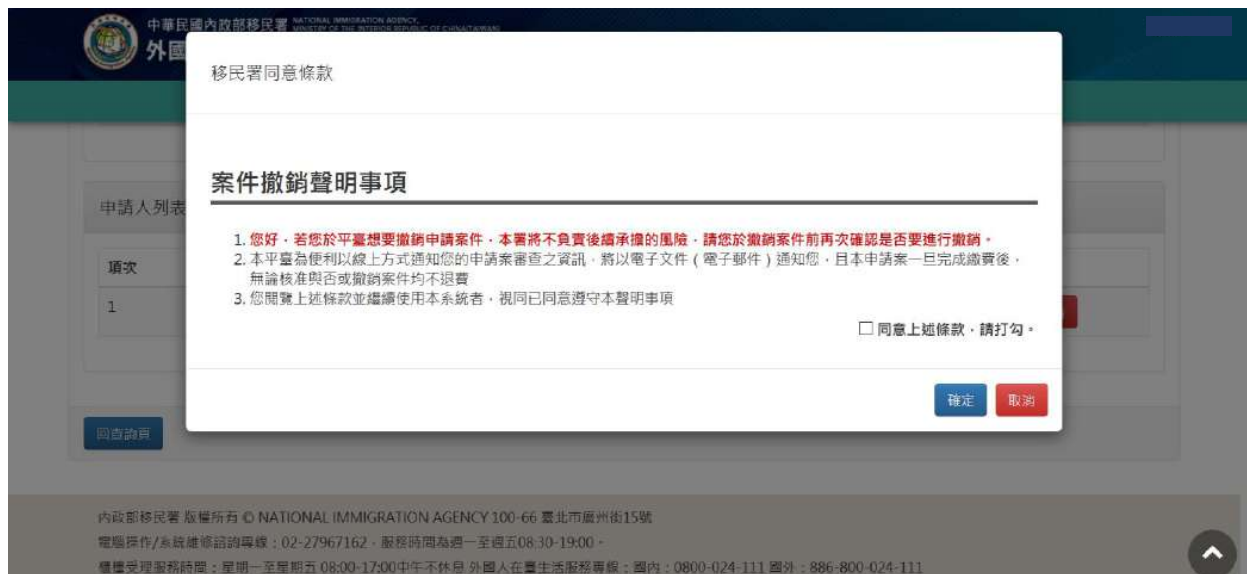 中華民國內政部移民署 NATIONAL IMMIGRATION AGENCY,
MINISTRY OF THE INTERIOR REPUBLIC OF CHINA(TAIWAN)
外國
移民署同意條款
案件撤銷聲明事項
1. 您好，若您於平臺想要撤銷申請案件，本署將不負責後續承擔的風險，請您於撤銷案件前再次確認是否要進行撤銷。
2. 本平臺為便利以線上方式通知您的申請案審查之資訊，將以電子文件 ( 電子郵件 ) 通知您，且本申請案一旦完成繳費後，
無論核准與否或撤銷案件均不退費
3. 您閱覽上述條款並繼續使用本系統者，視同已同意遵守本聲明事項
同意上述條款，請打勾。
確定
取消
申請人列表
項次
1
回查詢頁
內政部移民署 版權所有 © NATIONAL IMMIGRATION AGENCY 100-66 臺北市廣州街15號
電腦操作/系統維修諮詢專線：02-27967162，服務時間為週一至週五08:30-19:00。
櫃檯受理服務時間：星期一至星期五 08:00-17:00中午不休息 外國人在臺生活服務專線：國內：0800-024-111 國外：886-800-024-111